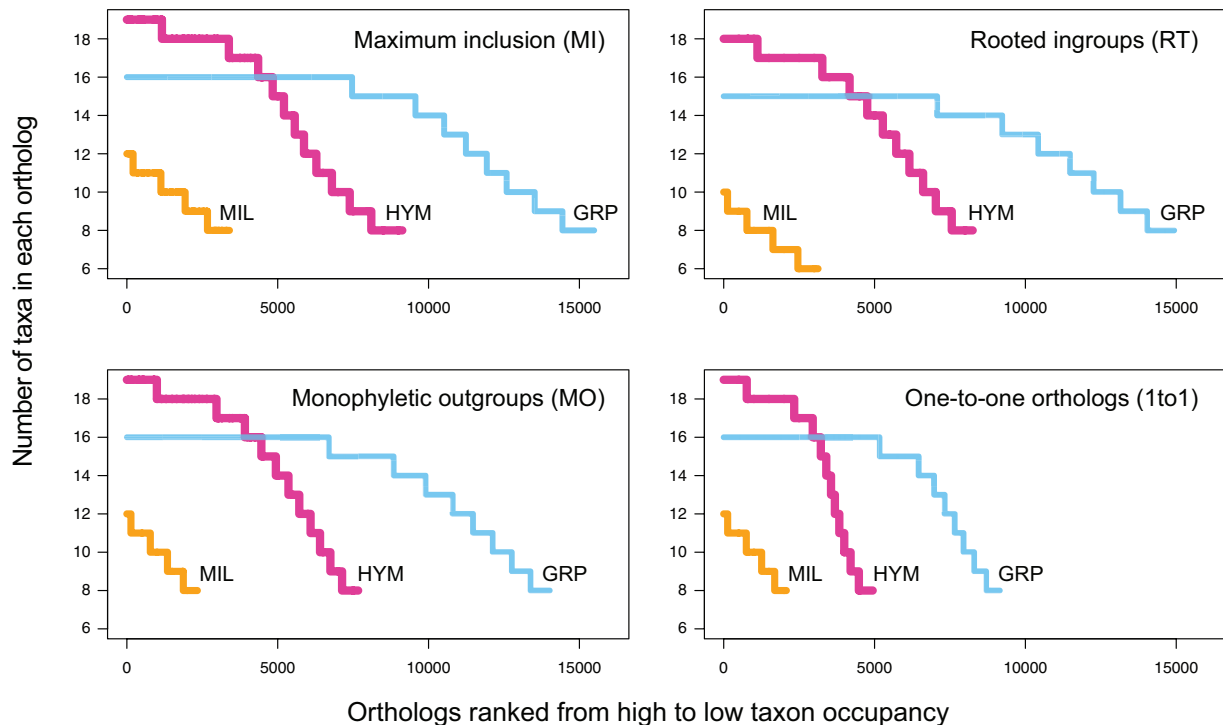 Number of taxa in each ortholog
Maximum inclusion (MI)
18
16
14
12
10
8
6
MIL
HYM
GRP
0
5000
10000
15000
Rooted ingroups (RT)
18
16
14
12
10
8
6
MIL
HYM
GRP
0
5000
10000
15000
Monophyletic outgroups (MO)
18
16
14
12
10
8
6
MIL
HYM
GRP
0
5000
10000
15000
One-to-one orthologs (1to1)
18
16
14
12
10
8
6
MIL
HYM
GRP
0
5000
10000
15000
Orthologs ranked from high to low taxon occupancy